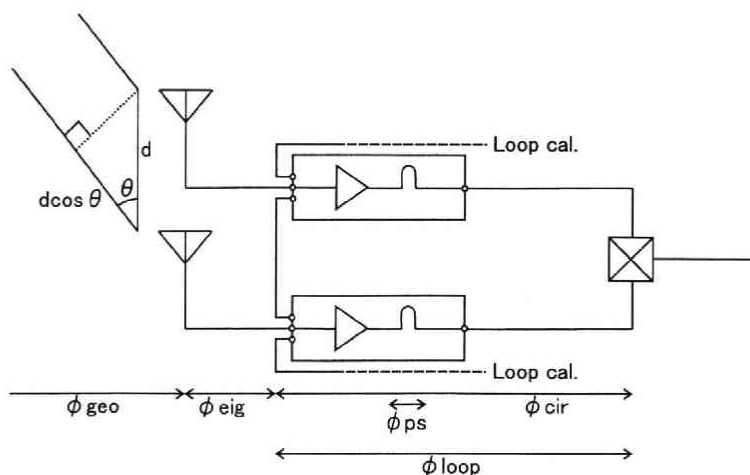 Loop cal.
d
θ
dcos θ
Loop cal.
ϕ geo
ϕ eig
ϕ ps
ϕ cir
ϕ loop